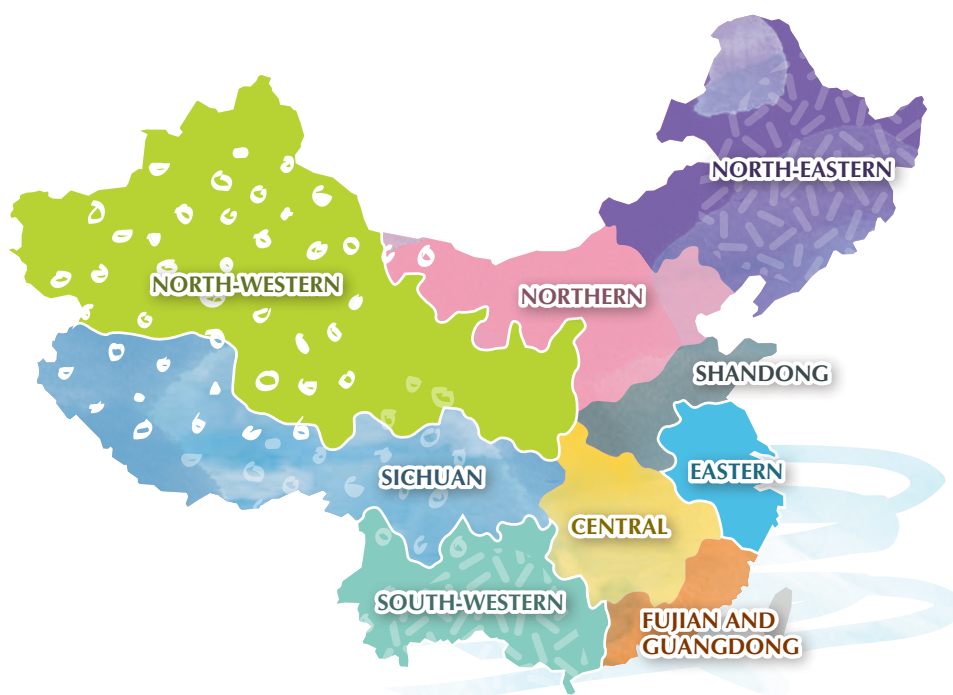 NORTH-EASTERN
NORTH-WESTERN
NORTHERN
SHANDONG
EASTERN
SICHUAN
CENTRAL
SOUTH-WESTERN
FUJIAN AND
GUANGDONG